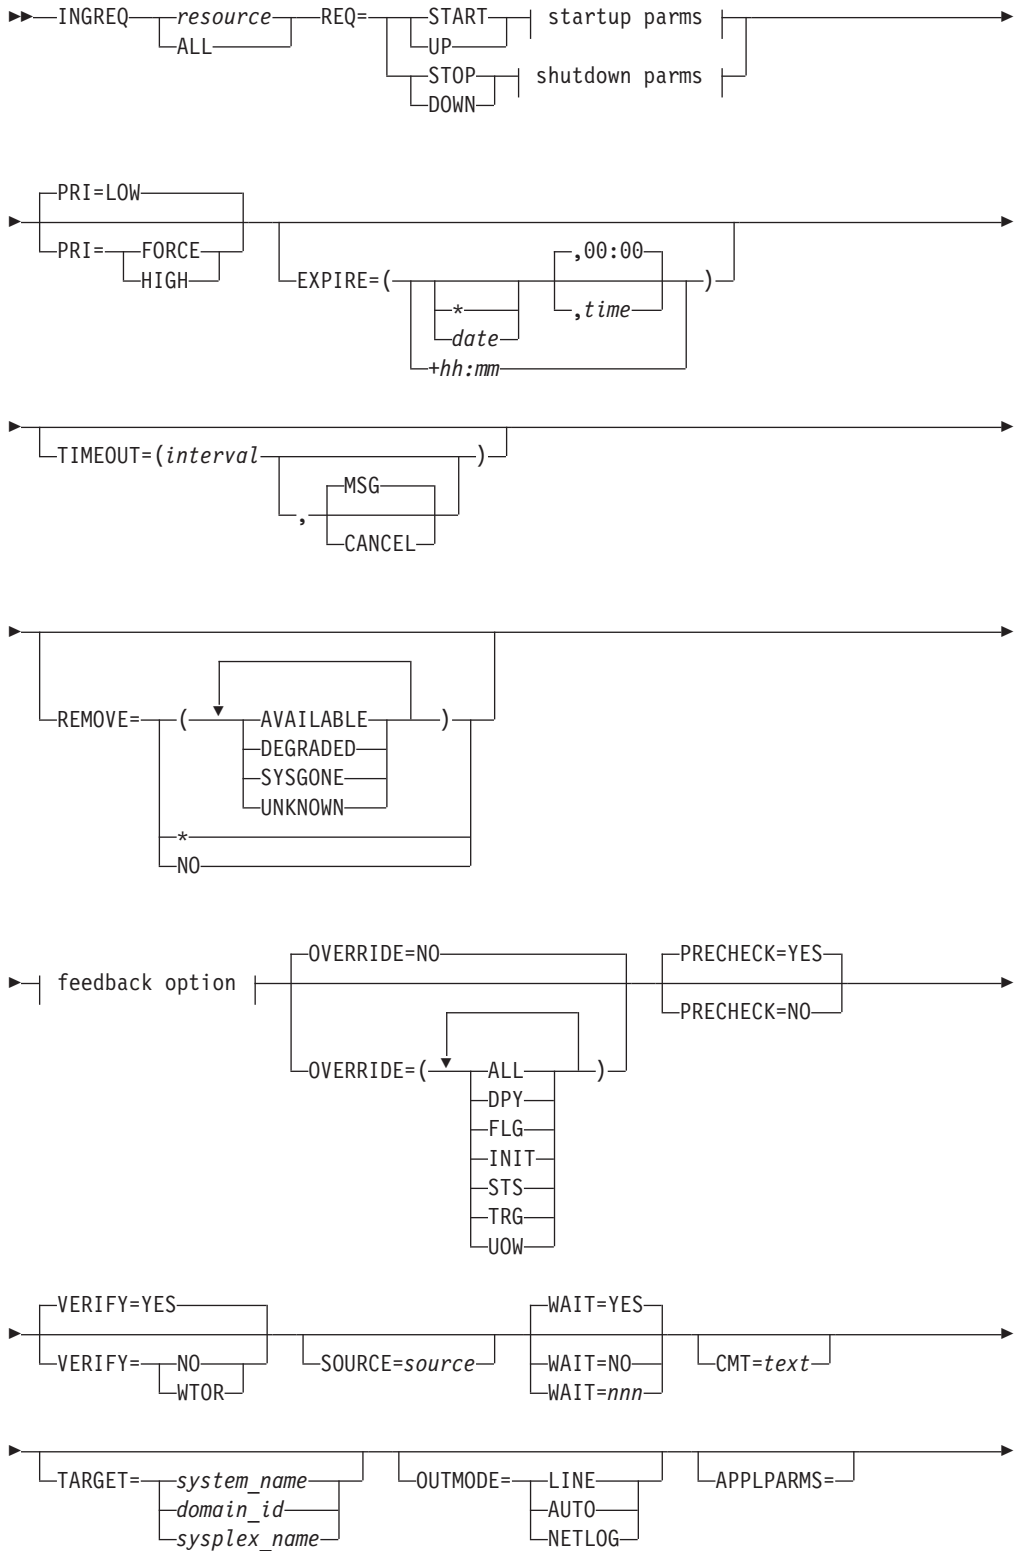 INGREQ resource REQ= START startup parms
ALL UP
STOP shutdown parms
DOWN
PRI=LOW
PRI= FORCE ,00:00
HIGH EXPIRE=( )
* ,time
date
+hh:mm
TIMEOUT=(interval )
MSG
,
CANCEL
REMOVE= ( AVAILABLE )
DEGRADED
SYSGONE
UNKNOWN
*
NO
OVERRIDE=NO PRECHECK=YES
feedback option
PRECHECK=NO
OVERRIDE=( ALL )
DPY
FLG
INIT
STS
TRG
UOW
VERIFY=YES WAIT=YES
VERIFY= NO SOURCE=source WAIT=NO CMT=text
WTOR WAIT=nnn
TARGET= system_name OUTMODE= LINE APPLPARMS=
domain_id AUTO
sysplex_name NETLOG